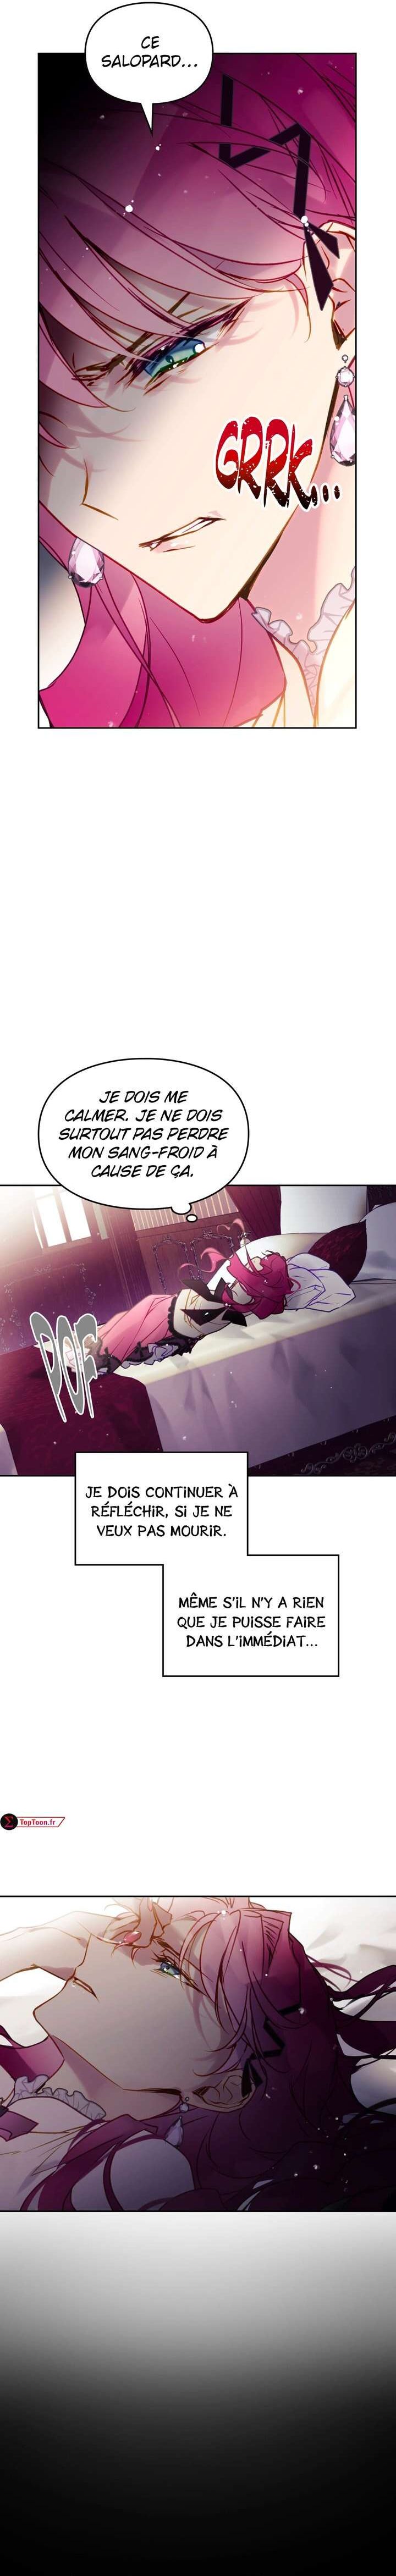 CE
SALOPARD...
GRRK...
JE DOIS ME
CALMER. JE NE DOIS
SURTOUT PAS PERDRE
MON SANG-FROID À
CAUSE DE ÇA.
POF
JE DOIS CONTINUER À
RÉFLÉCHIR, SI JE NE
VEUX PAS MOURIR.
MÊME S'IL N'Y A RIEN
QUE JE PUISSE FAIRE
DANS L'IMMÉDIAT...
TopToon.fr